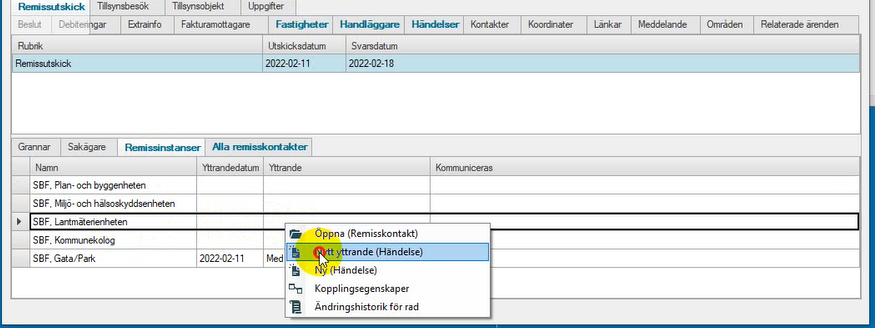 Remissutskick Tillsynsbesök Tillsynsobjekt Uppgifter
Beslut Debiteringar Extrainfo Fakturamottagare Fastigheter Handläggare Händelser Kontakter Koordinater Länkar Meddelande Områden Relaterade ärenden
Rubrik Utskicksdatum Svarsdatum
Remissutskick 2022-02-11 2022-02-18
Grannar Sakägare Remissinstanser Alla remisskontakter
Namn Yttrandedatum Yttrande Kommuniceras
SBF, Plan- och byggenheten
SBF, Miljö- och hälsoskyddsenheten
SBF, Lantmäterienheten
Öppna (Remisskontakt)
SBF, Kommunekolog
Nytt yttrande (Händelse)
SBF, Gata/Park 2022-02-11 Med
Ny (Händelse)
Kopplingsegenskaper
Ändringshistorik för rad